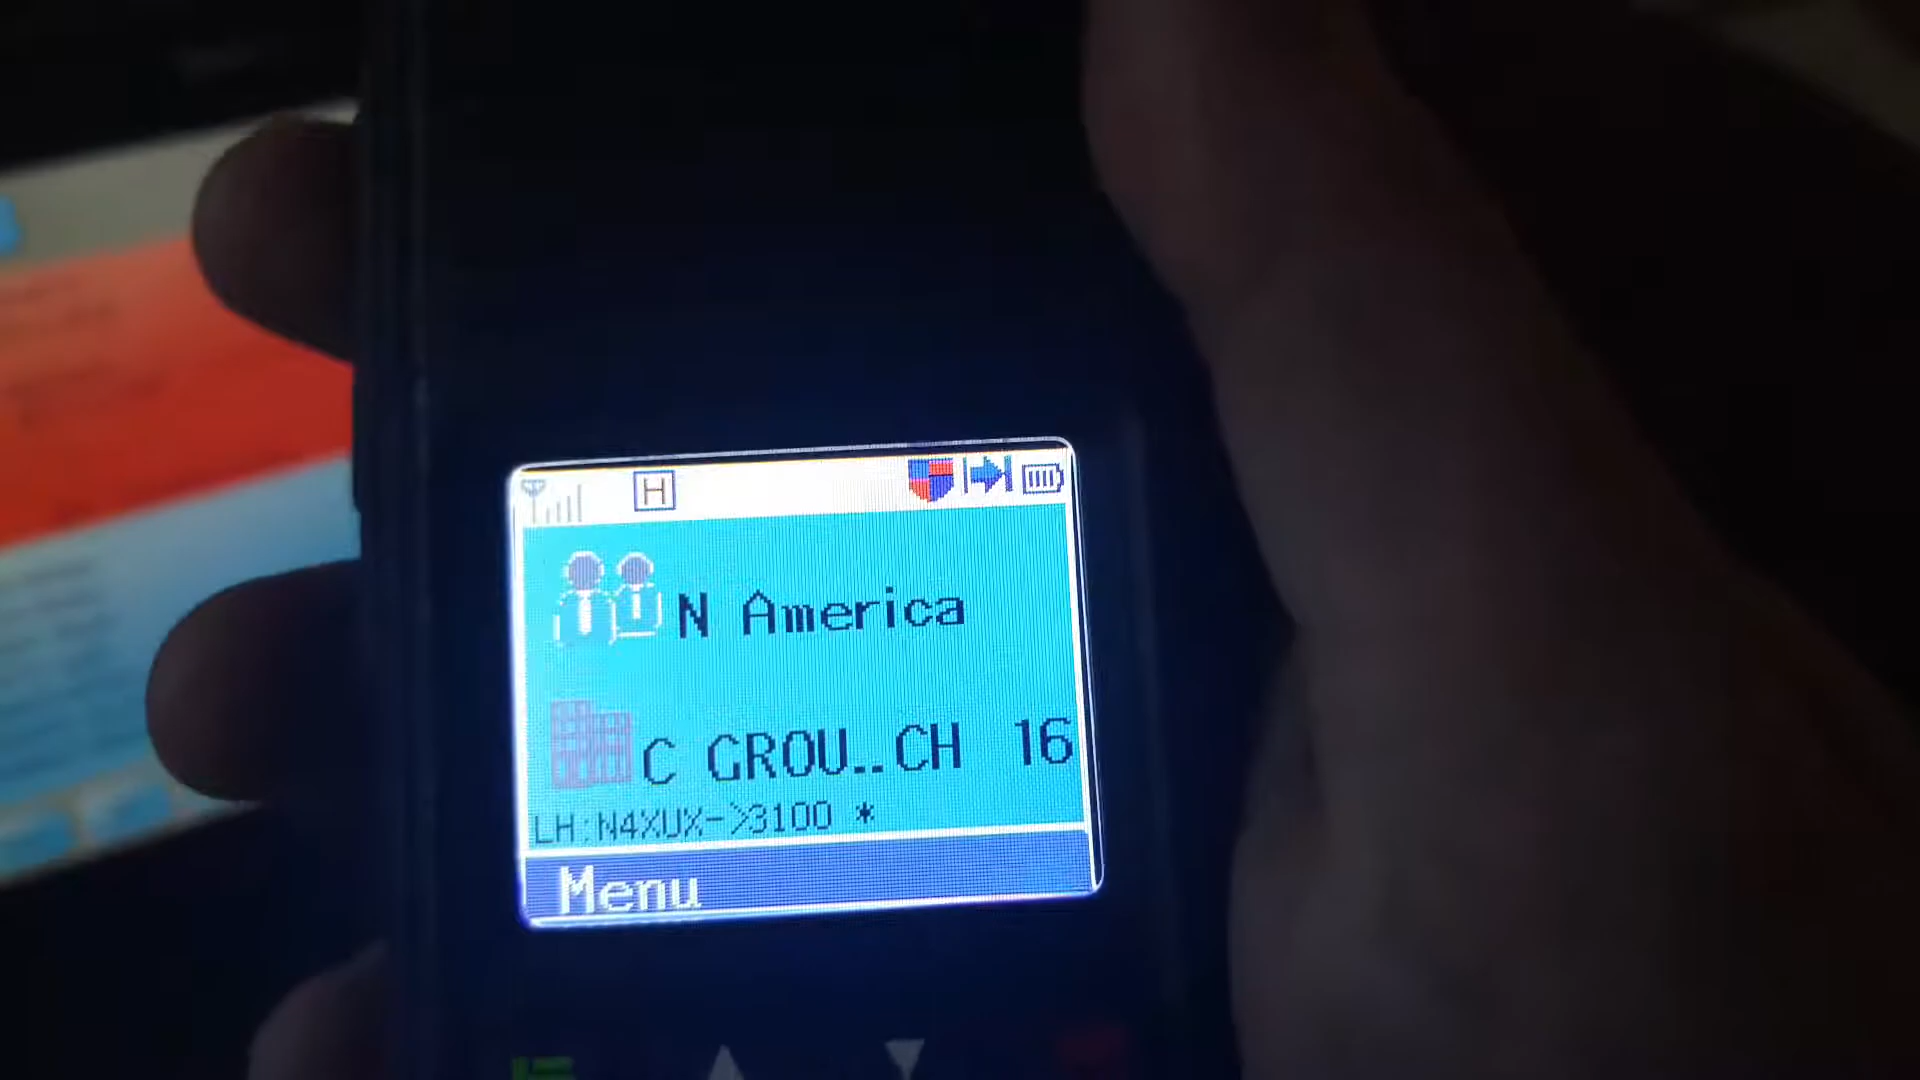 H
N America
C GROU..CH 16
LH:N4XUX->3100 *
Menu